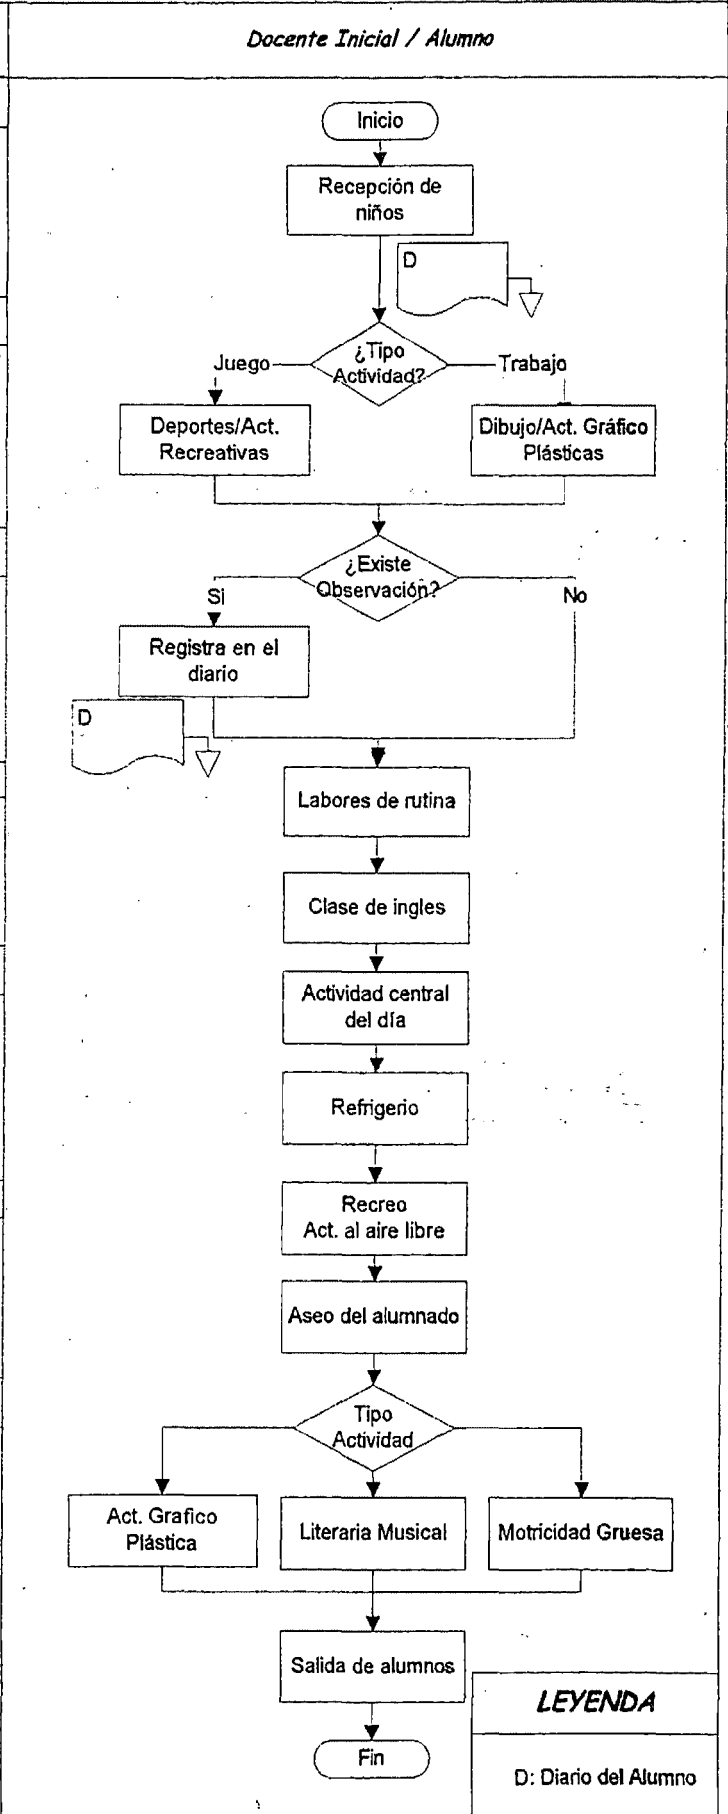 Docente Inicial / Alumno
Inicio
Recepción de
niños
D
¿Tipo
Actividad?
Juego
Trabajo
Deportes/Act.
Recreativas
Dibujo/Act. Gráfico
Plásticas
¿Existe
Observación?
Si
No
Registra en el
diario
D
Labores de rutina
Clase de ingles
Actividad central
del día
Refrigerio
Recreo
Act. al aire libre
Aseo del alumnado
Tipo
Actividad
Act. Grafico
Plástica
Literaria Musical
Motricidad Gruesa
Salida de alumnos
Fin
LEYENDA
D: Diario del Alumno